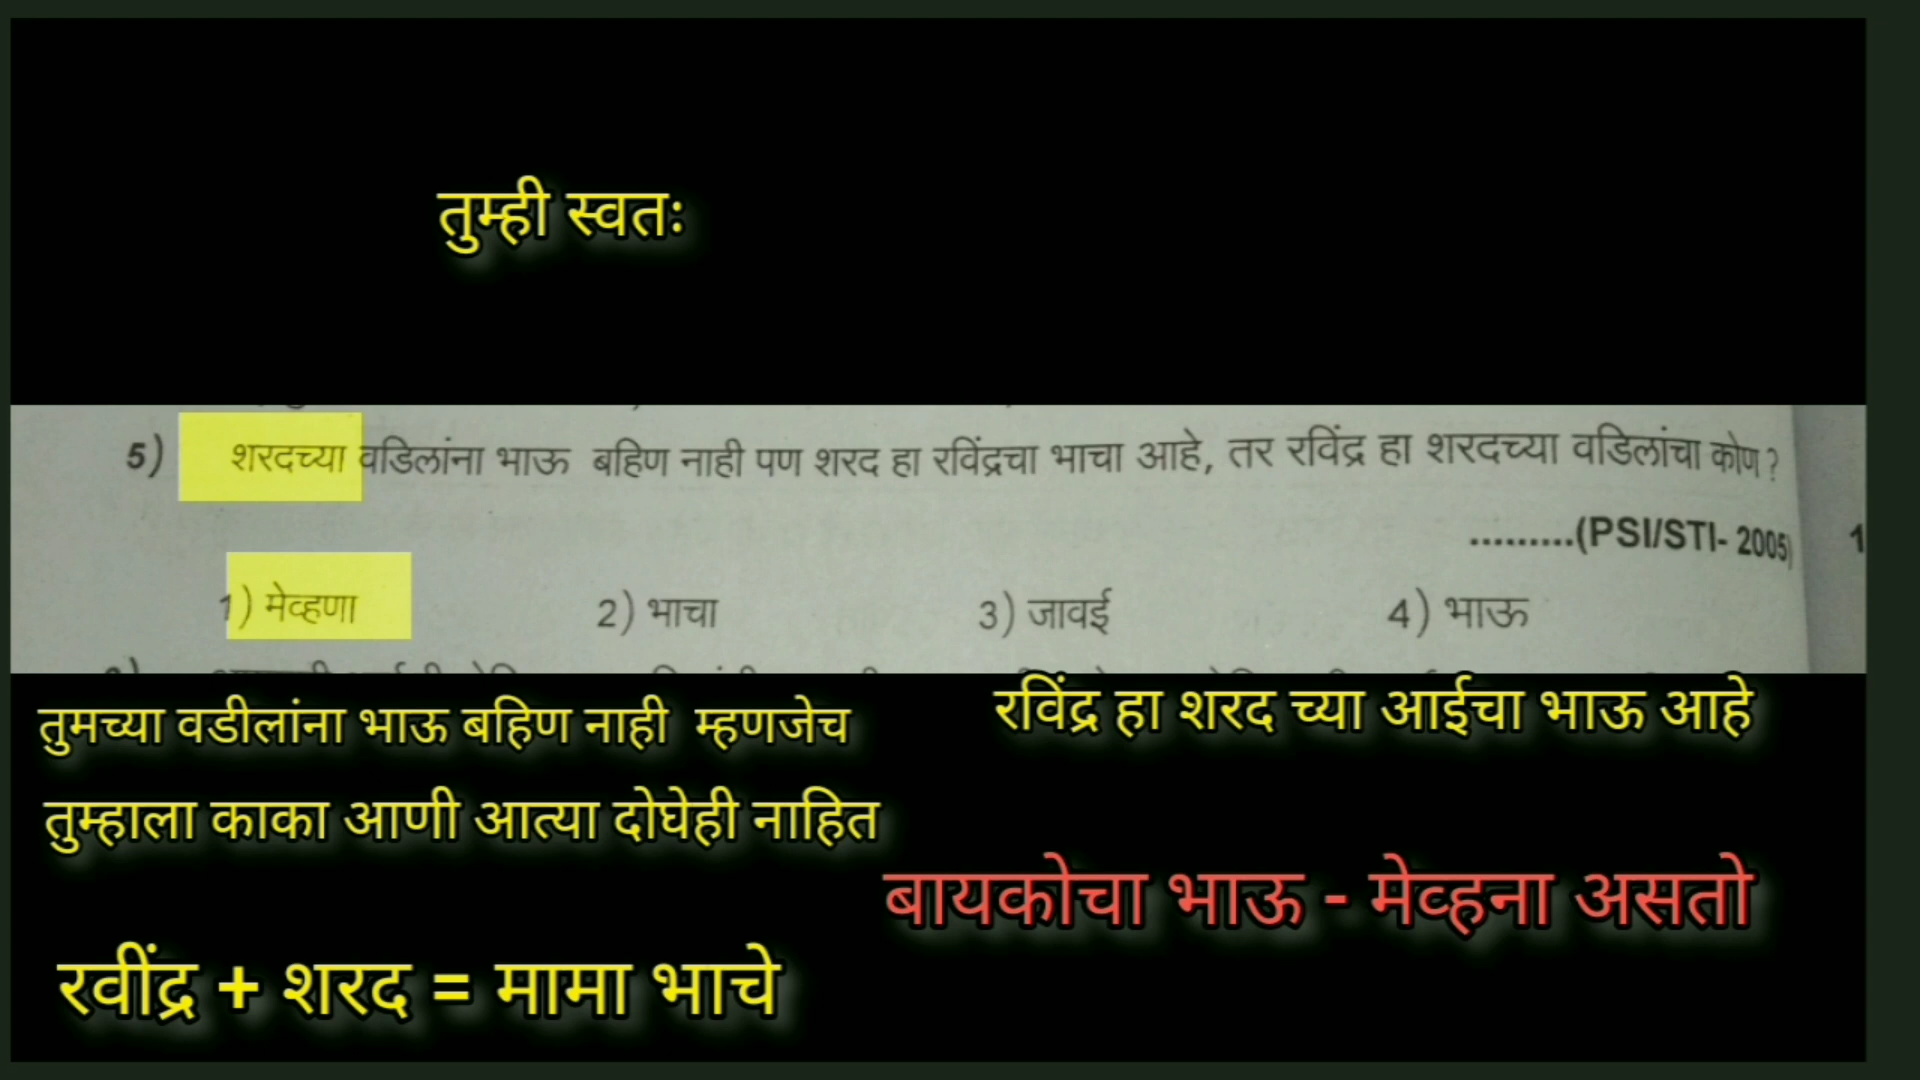 तुम्ही स्वतः
5) शरदच्या वडिलांना भाऊ बहिण नाही पण शरद हा रविंद्रचा भाचा आहे, तर रविंद्र हा शरदच्या वडिलांचा कोण?
.........(PSI/STI- 2005)
1) मेव्हणा 2) भाचा 3) जावई 4) भाऊ
तुमच्या वडीलांना भाऊ बहिण नाही म्हणजेच
तुम्हाला काका आणी आत्या दोघेही नाहित
रवींद्र + शरद = मामा भाचे
रविंद्र हा शरद च्या आईचा भाऊ आहे
बायकोचा भाऊ - मेव्हना असतो